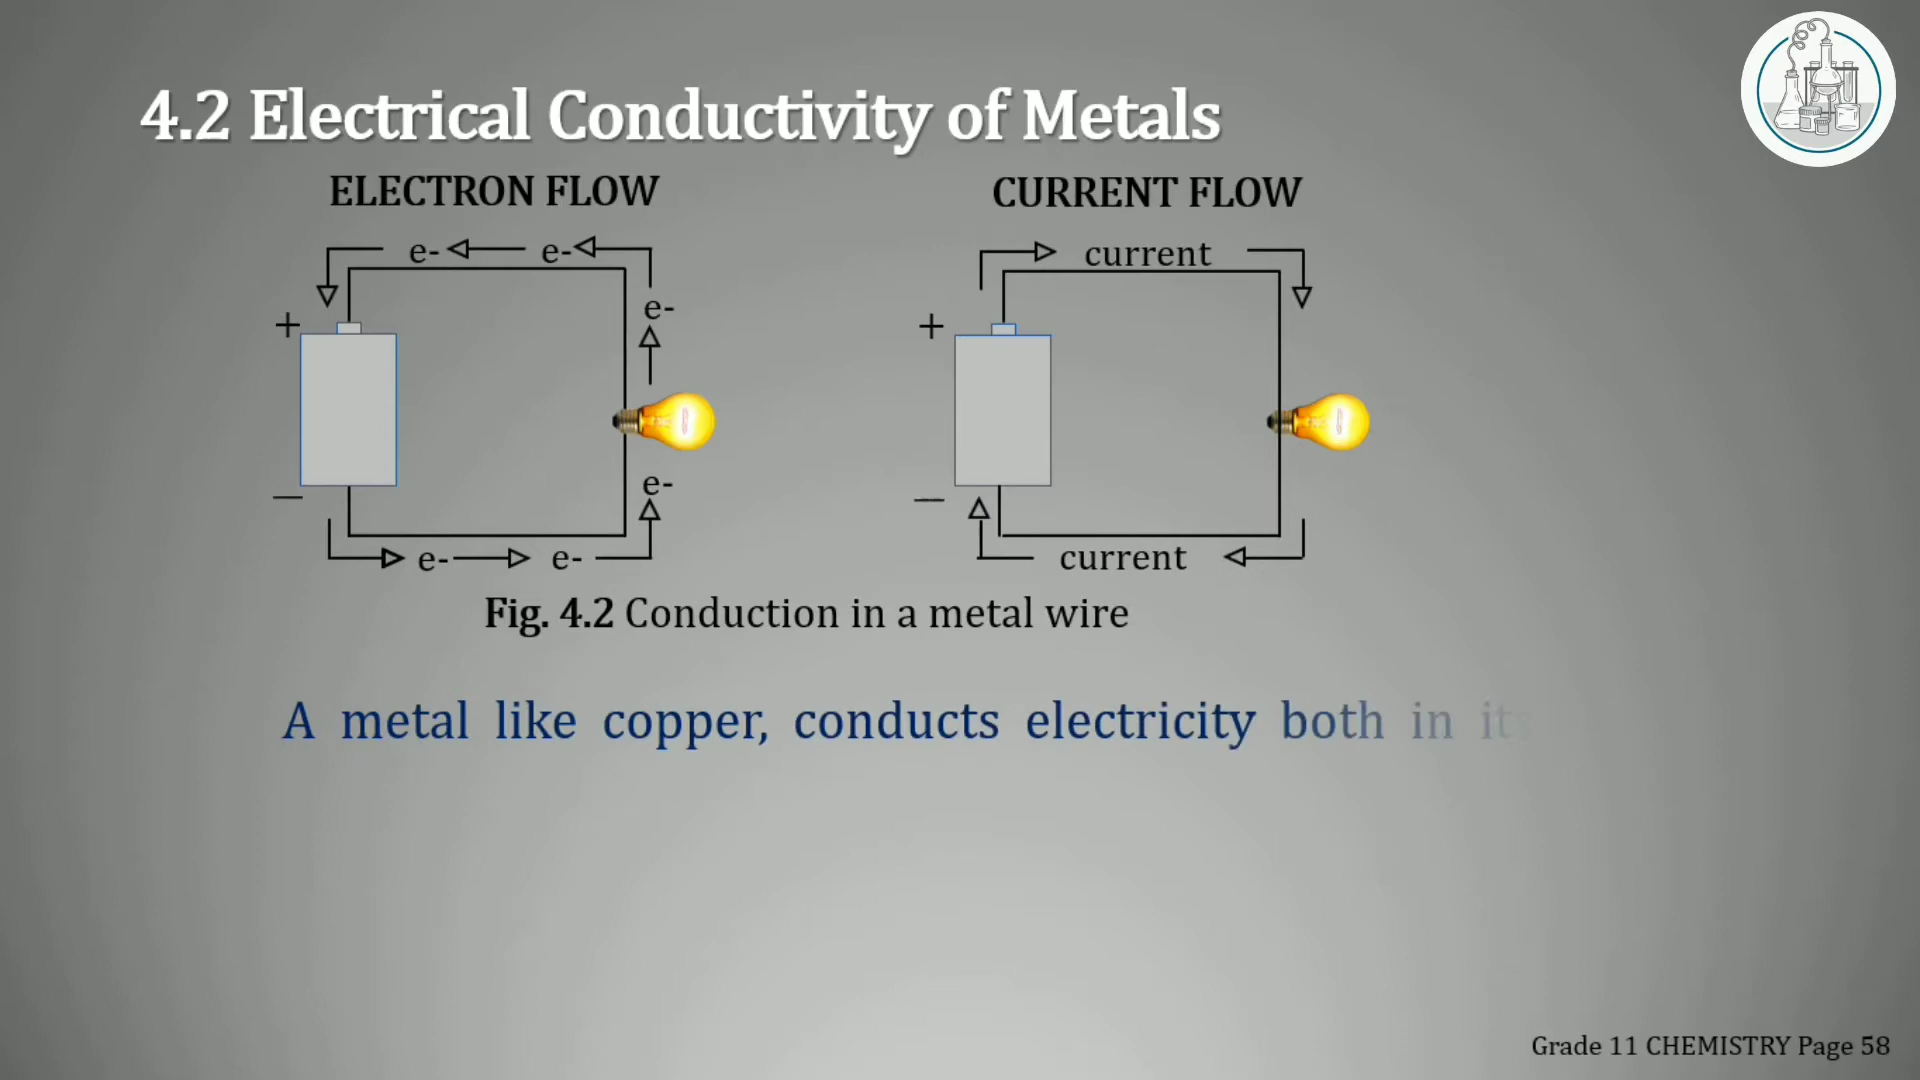 4.2 Electrical Conductivity of Metals
ELECTRON FLOW
CURRENT FLOW
e- e-
current
e-
+
+
e-
—
—
e- e-
current
Fig. 4.2 Conduction in a metal wire
A metal like copper, conducts electricity both in its
Grade 11 CHEMISTRY Page 58